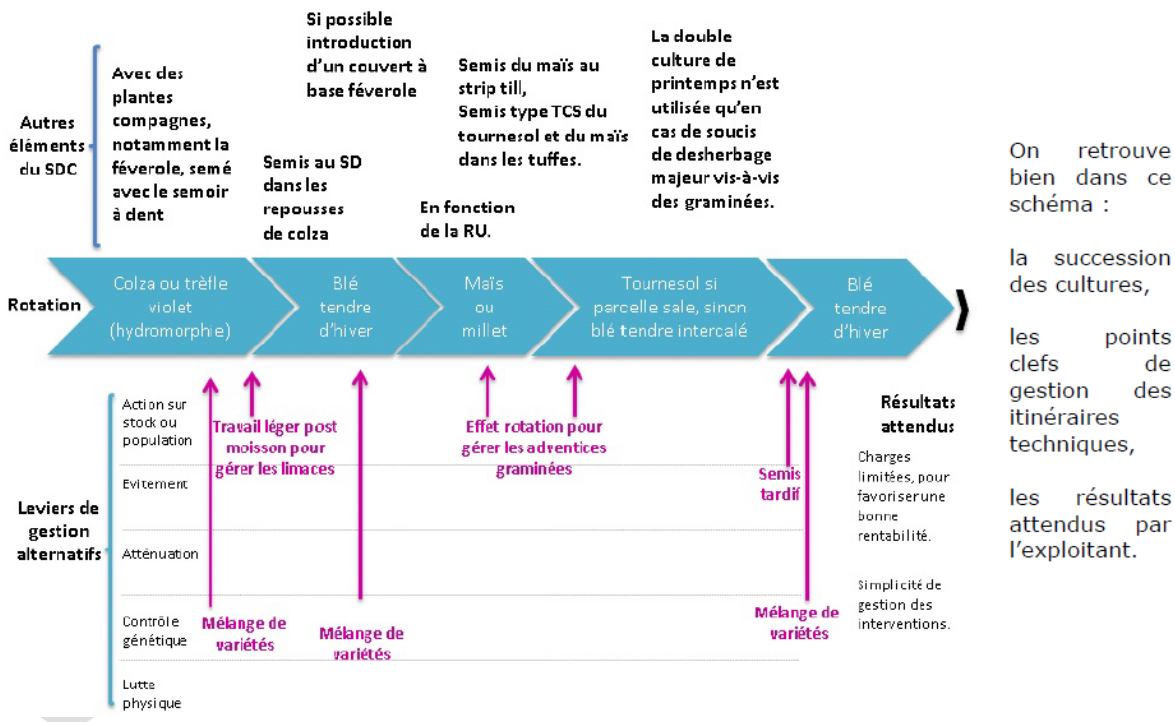 Autres
éléments
du SDC
Avec des
plantes
compagnes,
notamment la
féverole, semé
avec le semoir
à dent
Si possible
introduction
d'un couvert à
base féverole
Semis au SD
dans les
repousses
de colza
Semis du maïs au
strip till,
Semis type TCS du
tournesol et du maïs
dans les tuffes.
En fonction
de la RU.
La double
culture de
printemps n'est
utilisée qu'en
cas de soucis
de desherbage
majeur vis-à-vis
des graminées.
Rotation
Colza ou trèfle
violet
(hydromorphie)
Blé
tendre
d'hiver
Maïs
ou
millet
Tournesol si
parcelle sale, sinon
blé tendre intercalé
Blé
tendre
d'hiver
Leviers de
gestion
alternatifs
Action sur
stock ou
population
Travail léger post
moisson pour
gérer les limaces
Effet rotation pour
gérer les adventices
graminées
Evitement
Semis
tardif
Atténuation
Contrôle
génétique
Mélange de
variétés
Mélange de
variétés
Mélange de
variétés
Lutte
physique
Résultats
attendus
Charges
limitées, pour
favoriser une
bonne
rentabilité.
Simplicité de
gestion des
interventions.
On retrouve
bien dans ce
schéma :
la succession
des cultures,
les points
clefs de
gestion des
itinéraires
techniques,
les résultats
attendus par
l'exploitant.